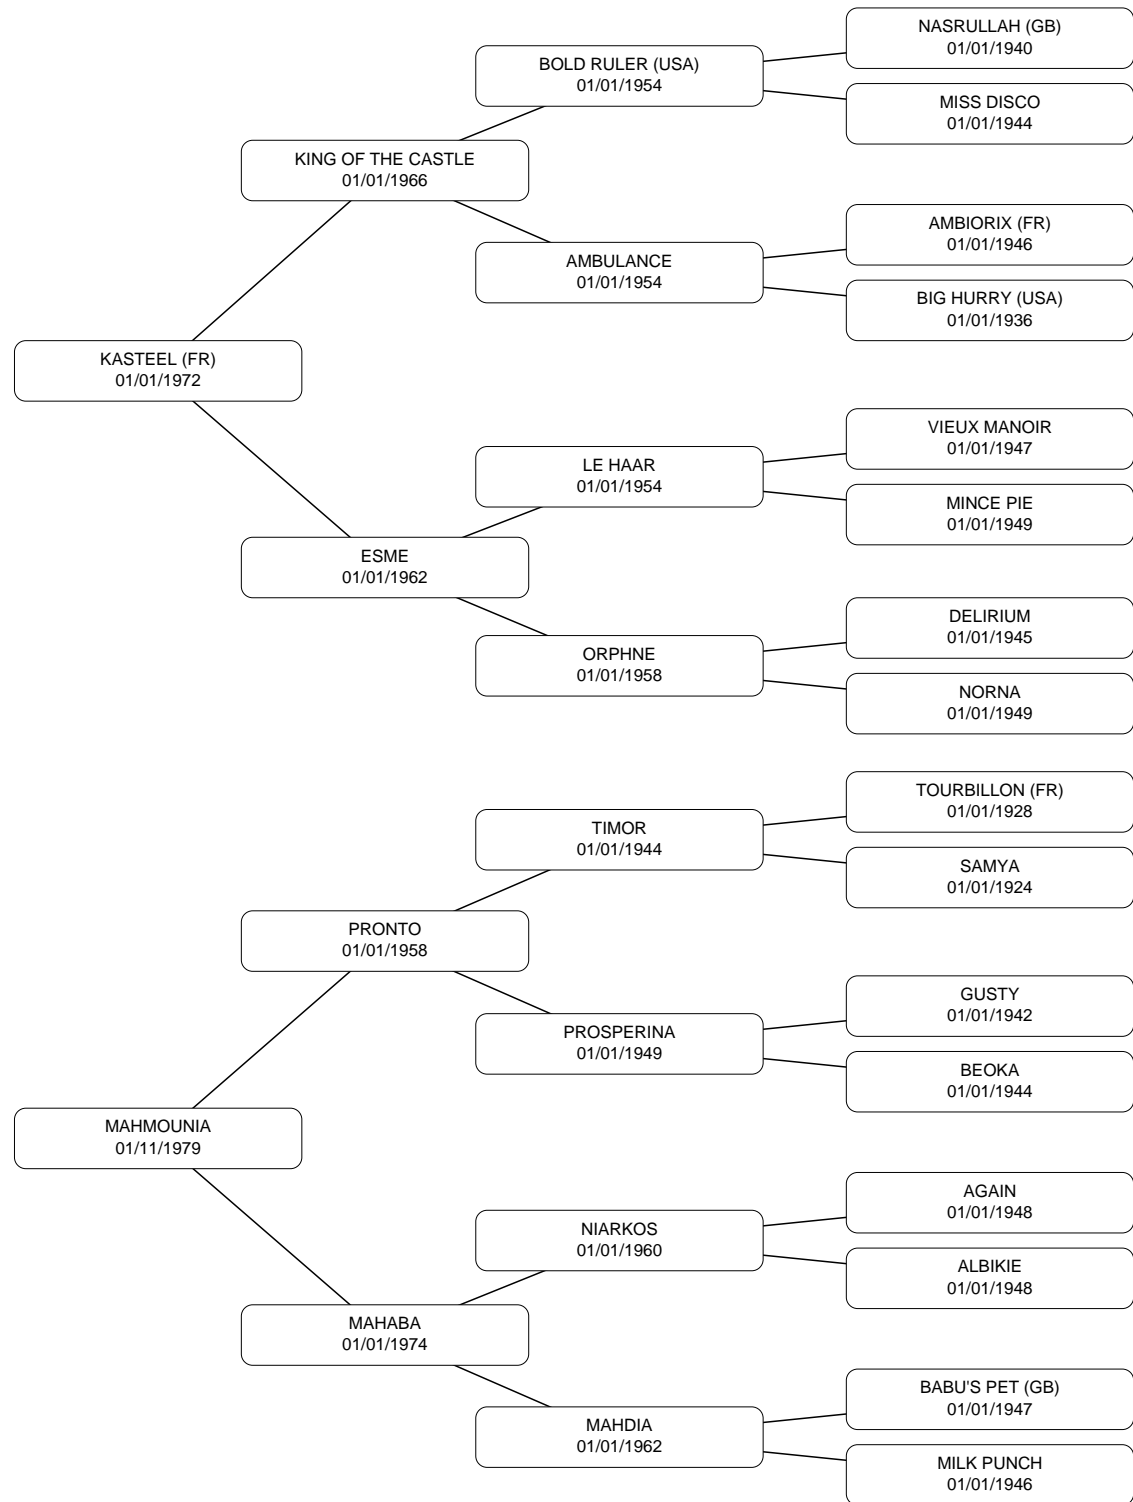 NASRULLAH (GB)
01/01/1940
BOLD RULER (USA)
01/01/1954
MISS DISCO
01/01/1944
KING OF THE CASTLE
01/01/1966
AMBIORIX (FR)
01/01/1946
AMBULANCE
01/01/1954
BIG HURRY (USA)
01/01/1936
KASTEEL (FR)
01/01/1972
VIEUX MANOIR
01/01/1947
LE HAAR
01/01/1954
MINCE PIE
01/01/1949
ESME
01/01/1962
DELIRIUM
01/01/1945
ORPHNE
01/01/1958
NORNA
01/01/1949
TOURBILLON (FR)
01/01/1928
TIMOR
01/01/1944
SAMYA
01/01/1924
PRONTO
01/01/1958
GUSTY
01/01/1942
PROSPERINA
01/01/1949
BEOKA
01/01/1944
MAHMOUNIA
01/11/1979
AGAIN
01/01/1948
NIARKOS
01/01/1960
ALBIKIE
01/01/1948
MAHABA
01/01/1974
BABU'S PET (GB)
01/01/1947
MAHDIA
01/01/1962
MILK PUNCH
01/01/1946